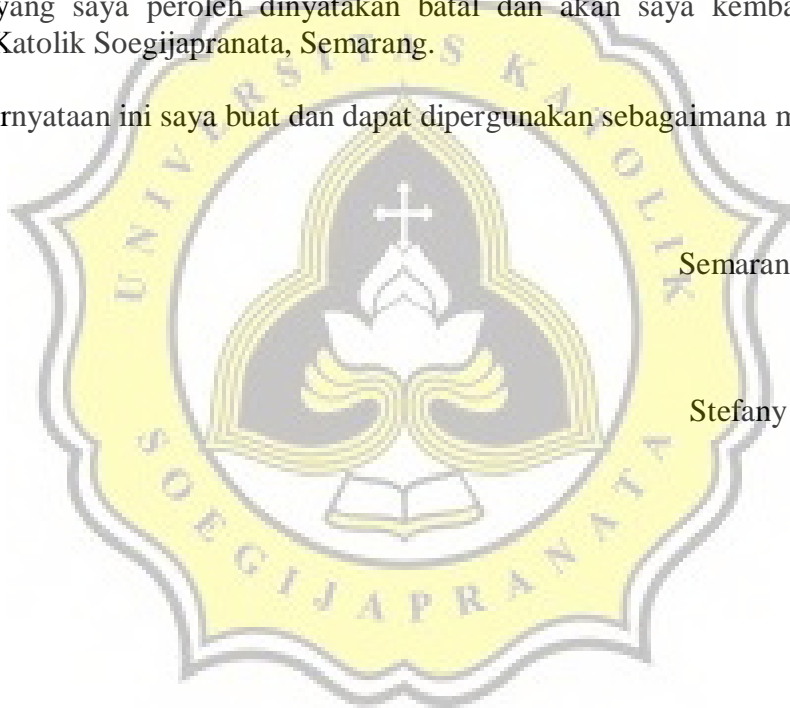 yang saya peroleh dinyatakan batal dan akan saya kemba
Katolik Soegijapranata, Semarang.
rnyataan ini saya buat dan dapat dipergunakan sebagaimana m
UNIVERSITAS KATOLIK
Semaran
Stefany
SOEGIJAPRANATA